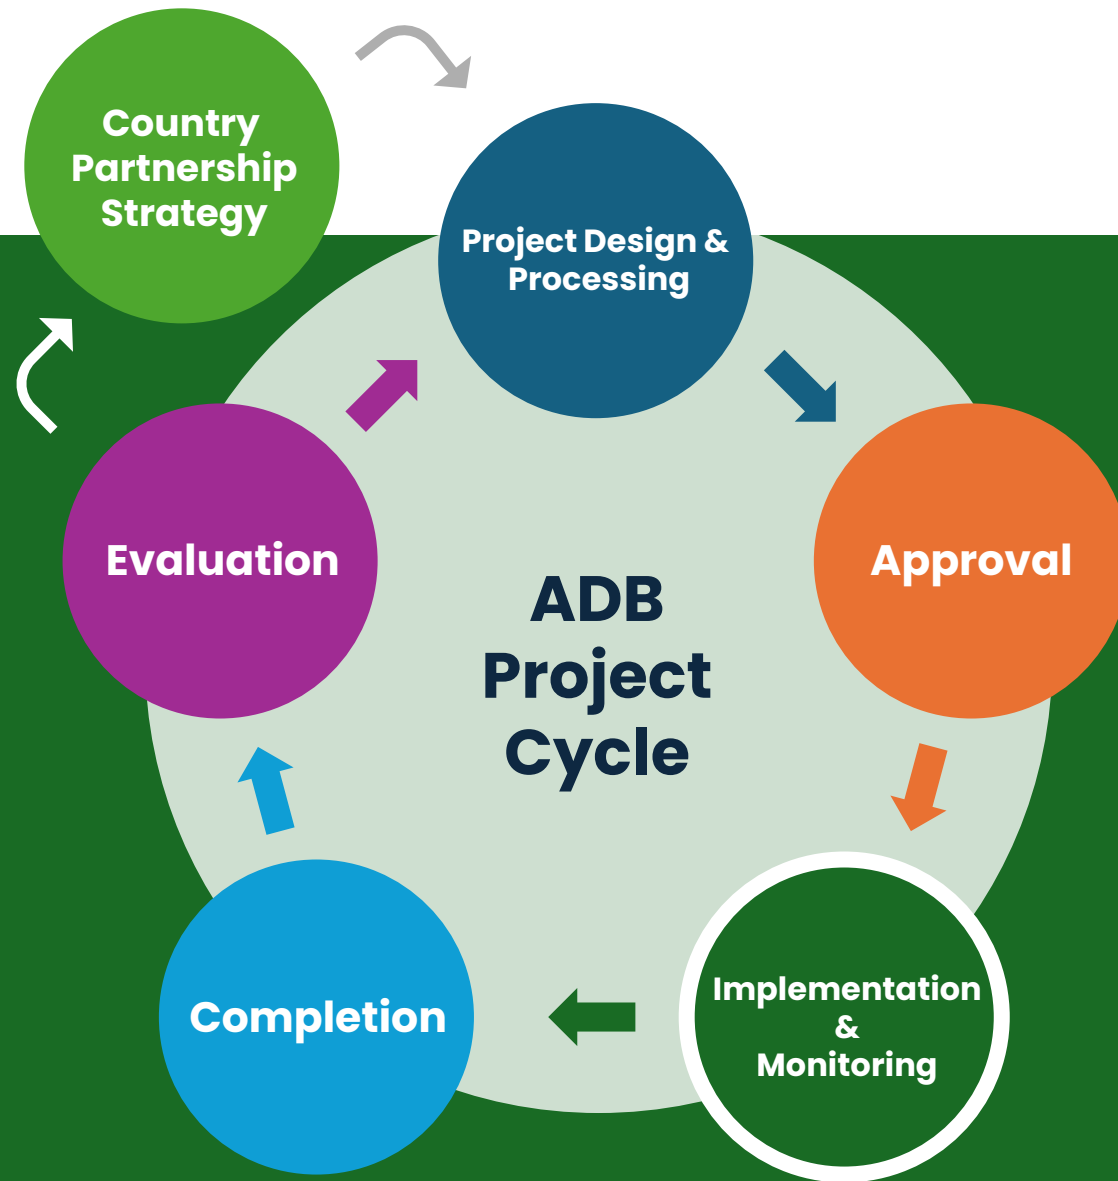 Country
Partnership
Strategy
Project Design &
Processing
Evaluation
Approval
ADB
Project
Cycle
Completion
Implementation
&
Monitoring